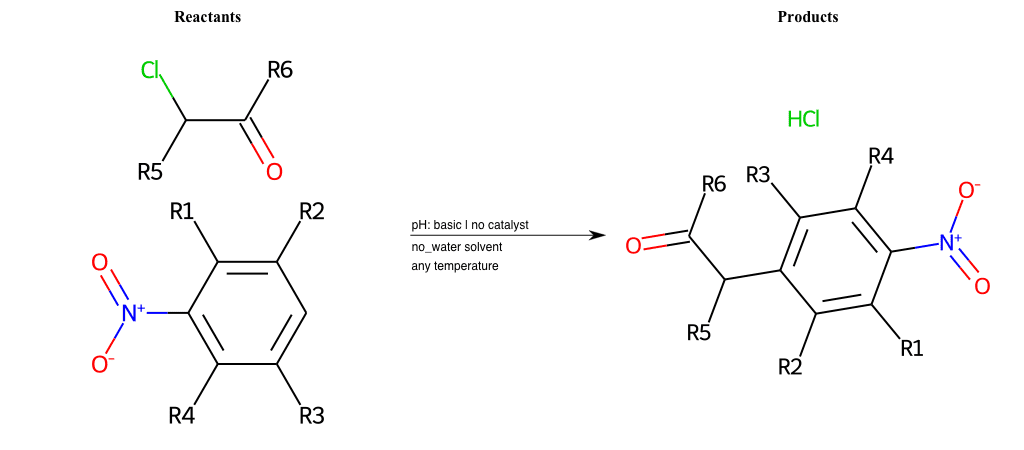 Reactants
Products
Cl
R6
R5
O
HCl
R1
R2
O
N+
O-
R4
R3
pH: basic | no catalyst
no_water solvent
any temperature
R3
R4
R6
O-
O
N+
O
R5
R2
R1